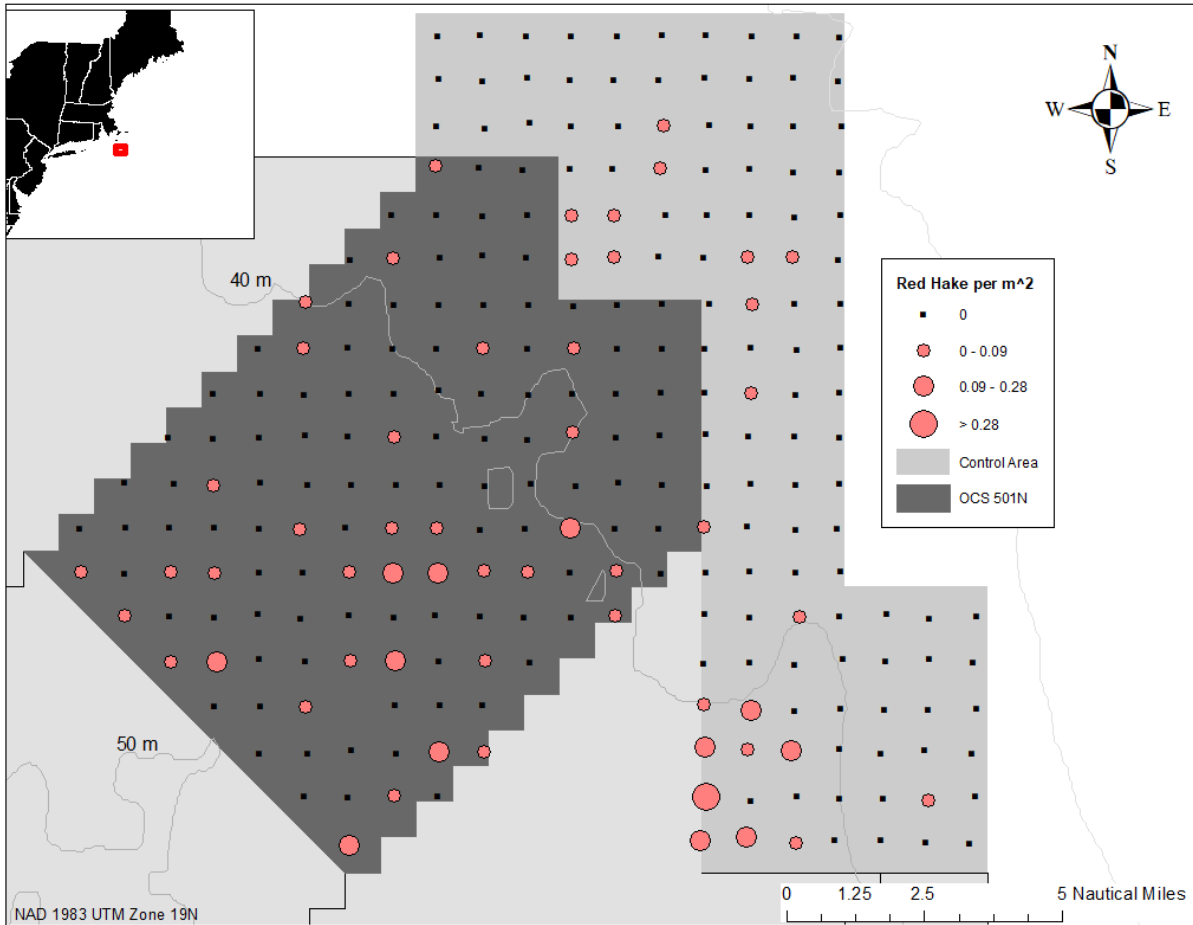 N
W E
S
40 m
Red Hake per m^2
0
0 - 0.09
0.09 - 0.28
> 0.28
Control Area
OCS 501N
50 m
0 1.25 2.5 5 Nautical Miles
NAD 1983 UTM Zone 19N